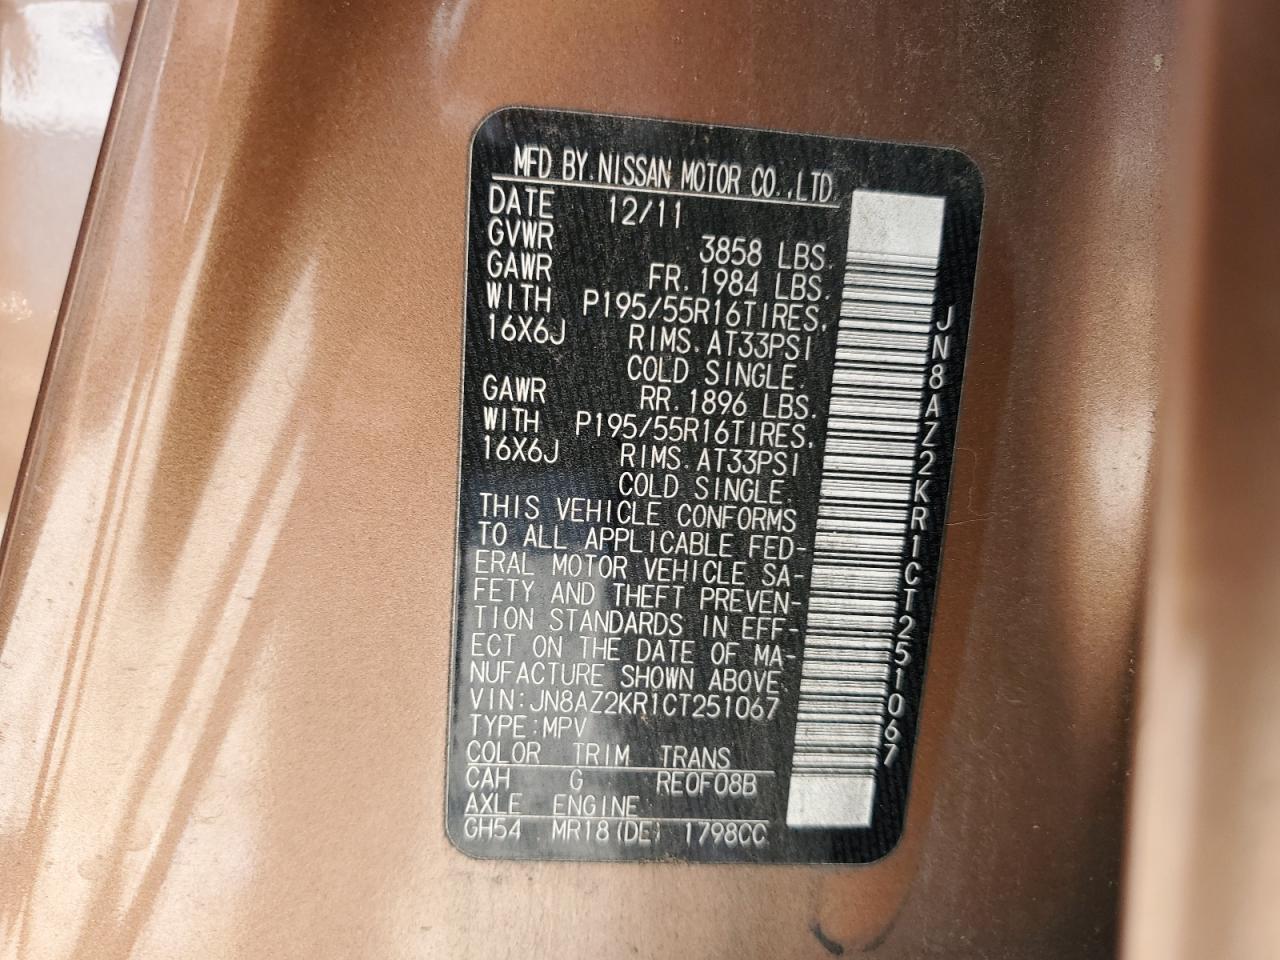 MFD BY.NISSAN MOTOR CO.,LTD.
DATE 12/11
GVWR 3858 LBS.
GAWR FR.1984 LBS.
WITH P195/55R16TIRES,
16X6J RIMS.AT33PSI
COLD SINGLE.
GAWR RR.1896 LBS.
WITH P195/55R16TIRES,
16X6J RIMS.AT33PSI
COLD SINGLE.
THIS VEHICLE CONFORMS
TO ALL APPLICABLE FED-
ERAL MOTOR VEHICLE SA-
FETY AND THEFT PREVEN-
TION STANDARDS IN EFF-
ECT ON THE DATE OF MA-
NUFACTURE SHOWN ABOVE.
VIN:JN8AZ2KR1CT251067
TYPE:MPV
COLOR TRIM TRANS
CAH G RE0F08B
AXLE ENGINE
GH54 MR18(DE) 1798CC
JN8AZ2KR1CT251067